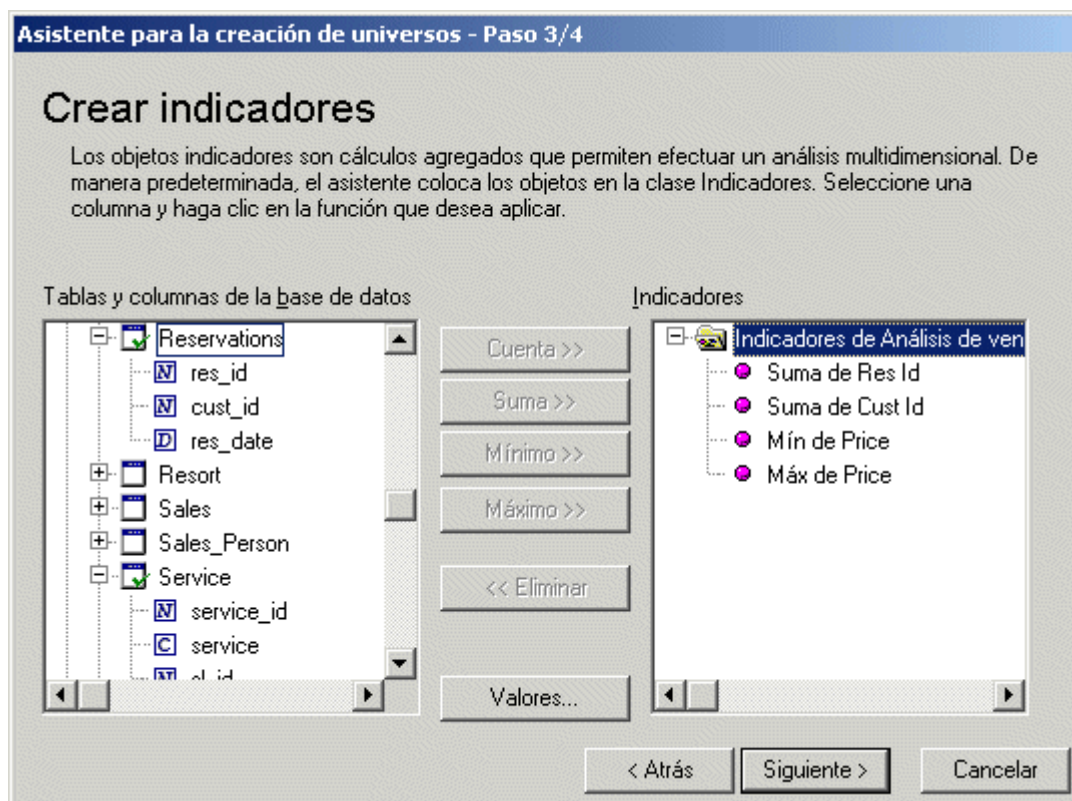 Asistente para la creación de universos - Paso 3/4
Crear indicadores
Los objetos indicadores son cálculos agregados que permiten efectuar un análisis multidimensional. De
manera predeterminada, el asistente coloca los objetos en la clase Indicadores. Seleccione una
columna y haga clic en la función que desea aplicar.
Tablas y columnas de la base de datos
Reservations
N res_id
N cust_id
D res_date
Resort
Sales
Sales_Person
Service
N service_id
C service
N sl_id
Cuenta >>
Suma >>
Mínimo >>
Máximo >>
<< Eliminar
Valores...
Indicadores
Indicadores de Análisis de ven
Suma de Res Id
Suma de Cust Id
Mín de Price
Máx de Price
< Atrás
Siguiente >
Cancelar